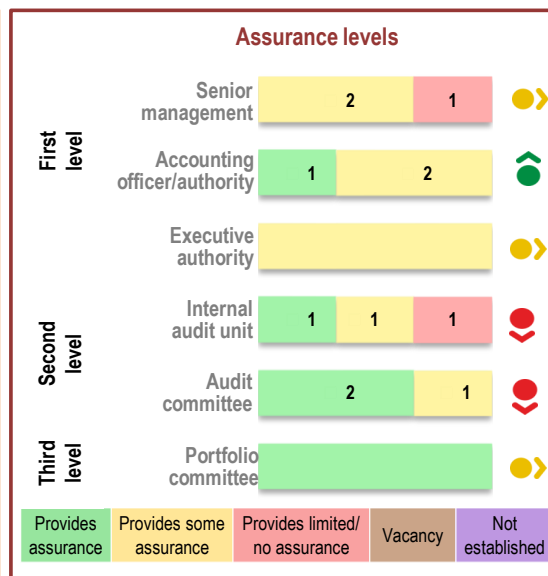 Assurance levels
First level
Senior
management
2 1
Accounting
officer/authority
1 2
Executive
authority
Second level
Internal
audit unit
1 1 1
Audit
committee
2 1
Third
level
Portfolio
committee
Provides
assurance
Provides some
assurance
Provides limited/
no assurance
Vacancy
Not
established